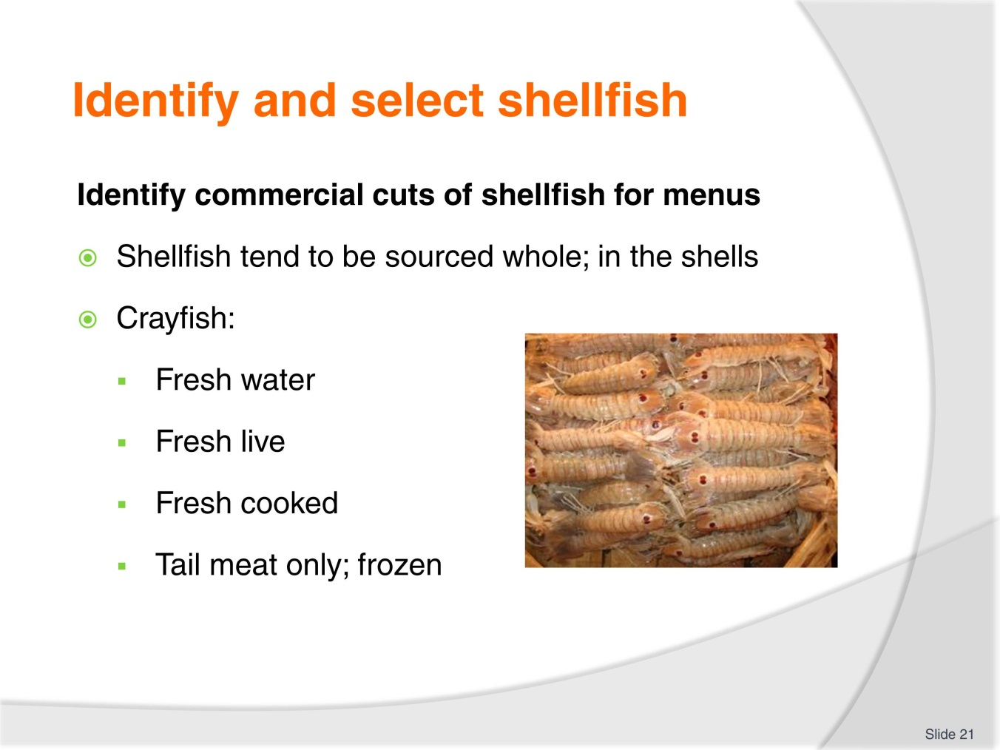 Identify and select shellfish
Identify commercial cuts of shellfish for menus
Shellfish tend to be sourced whole; in the shells
Crayfish:
Fresh water
Fresh live
Fresh cooked
Tail meat only; frozen
Slide 21